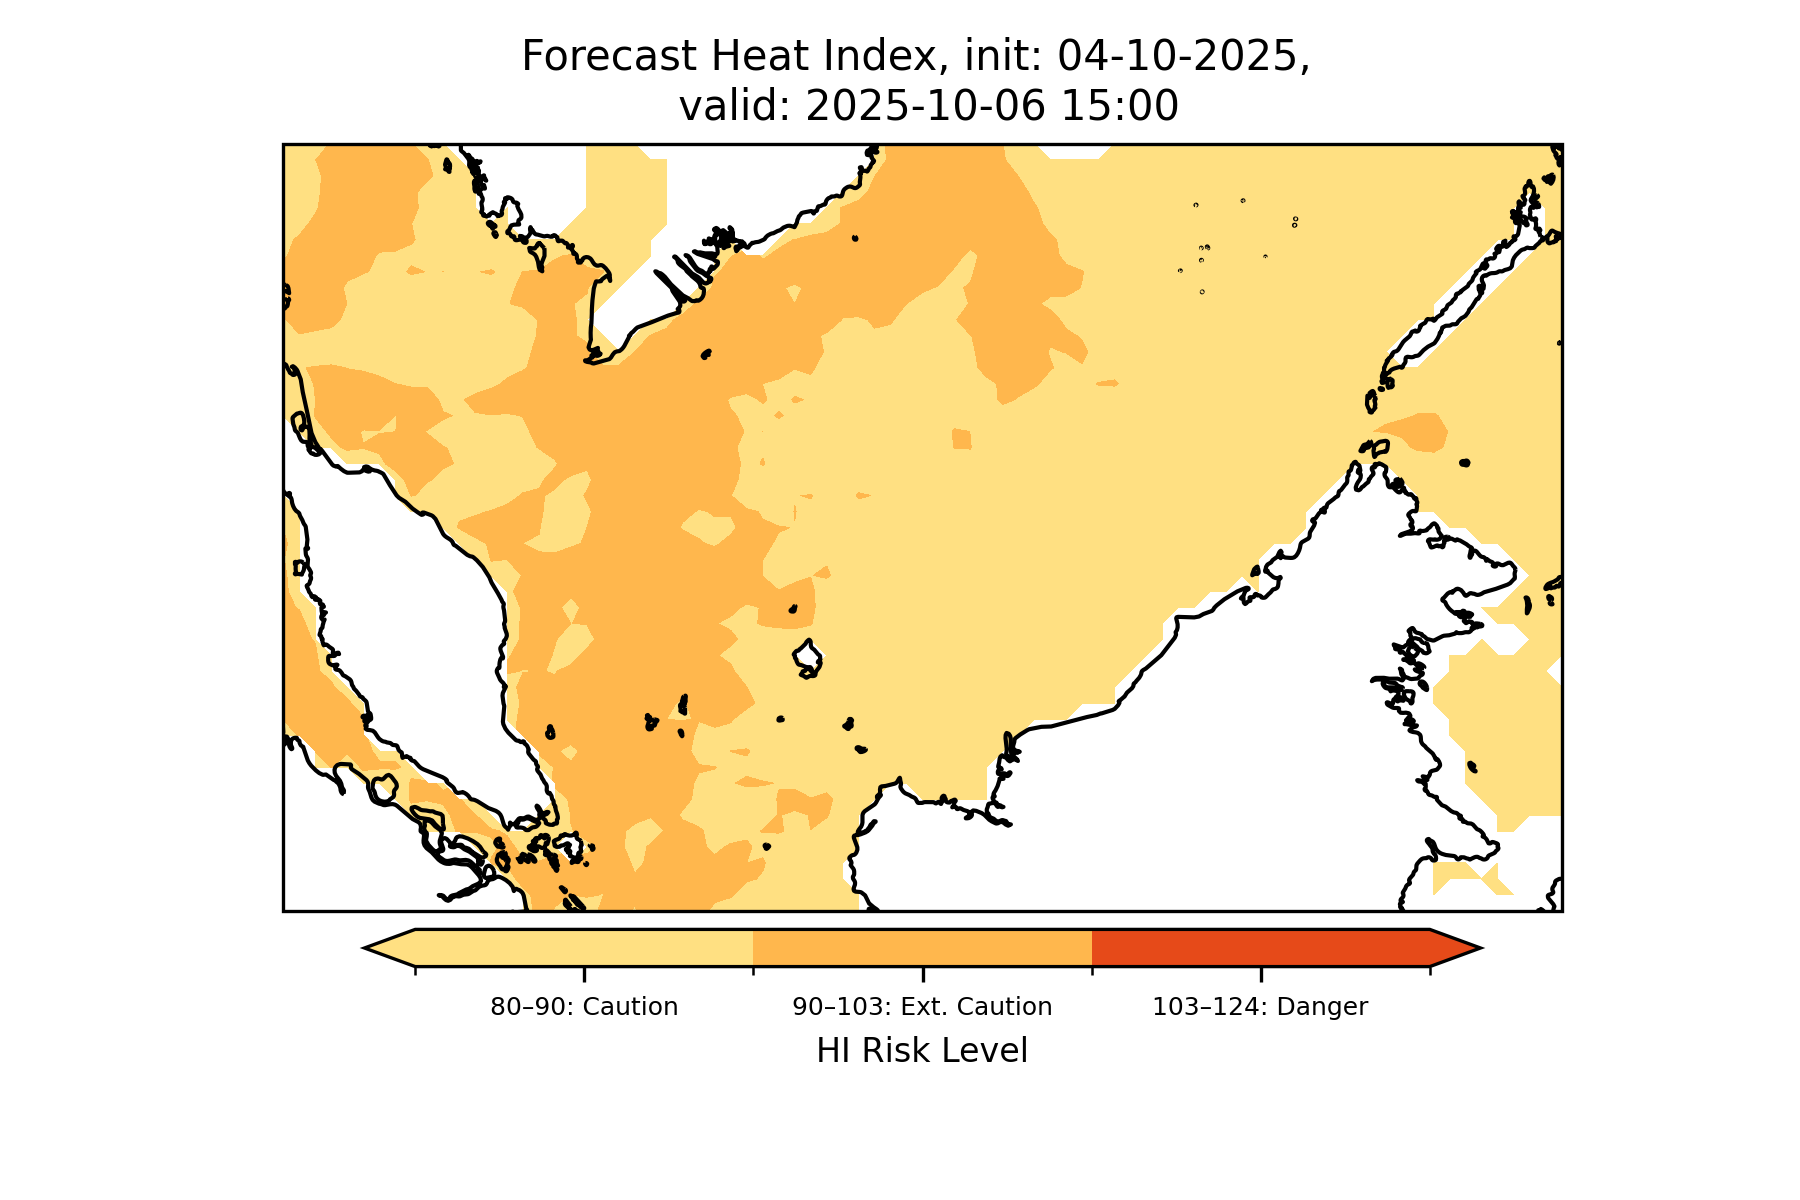 Forecast Heat Index, init: 04-10-2025,
valid: 2025-10-06 15:00
80–90: Caution
90–103: Ext. Caution
103–124: Danger
HI Risk Level